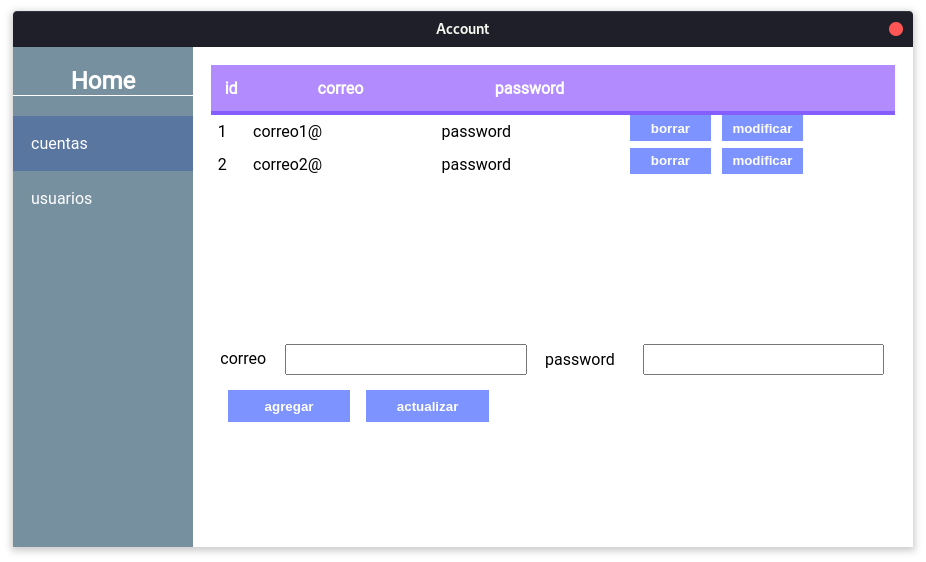 Account
Home
cuentas
usuarios
id correo password
1 correo1@ password borrar modificar
2 correo2@ password borrar modificar
correo password
agregar actualizar